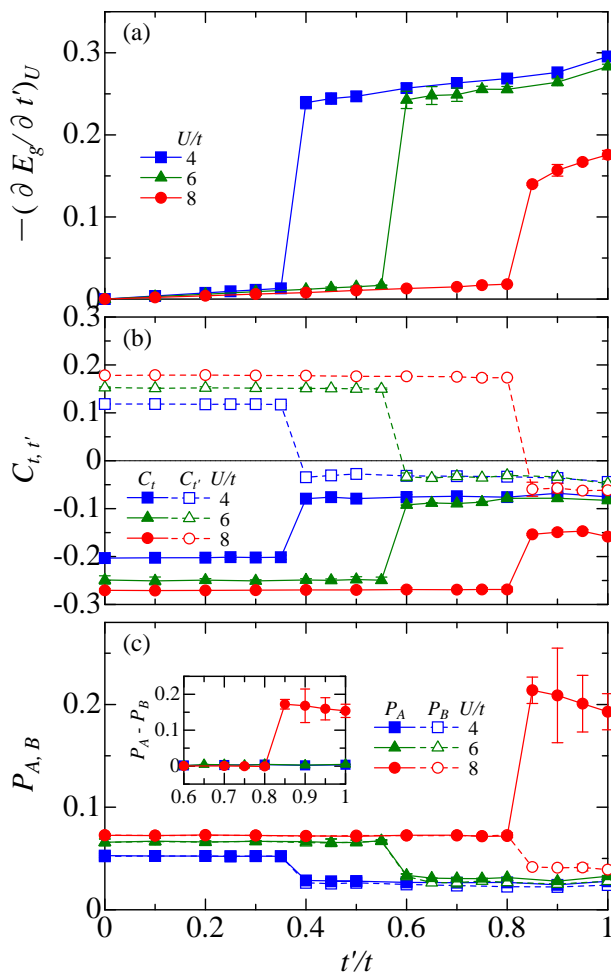 (a)
−(∂E_g/∂t')_U
0.3
0.2
0.1
0
U/t
4
6
8
(b)
C_{t, t'}
0.3
0.2
0.1
0
-0.1
-0.2
-0.3
C_t C_{t'} U/t
4
6
8
(c)
P_{A, B}
0.2
0.1
0
P_A - P_B
0.2
0.1
0
0.6 0.7 0.8 0.9 1
P_A P_B U/t
4
6
8
0 0.2 0.4 0.6 0.8 1
t'/t